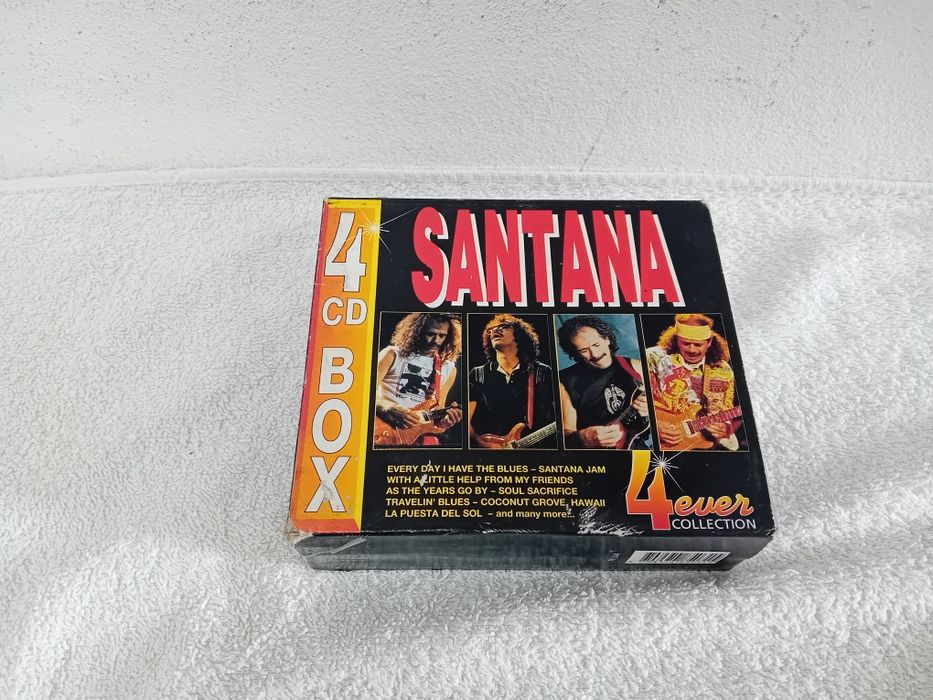 4
CD
BOX
SANTANA
EVERY DAY I HAVE THE BLUES – SANTANA JAM
WITH A LITTLE HELP FROM MY FRIENDS
AS THE YEARS GO BY – SOUL SACRIFICE
TRAVELIN' BLUES – COCONUT GROVE, HAWAII
LA PUESTA DEL SOL – and many more...
4ever
COLLECTION